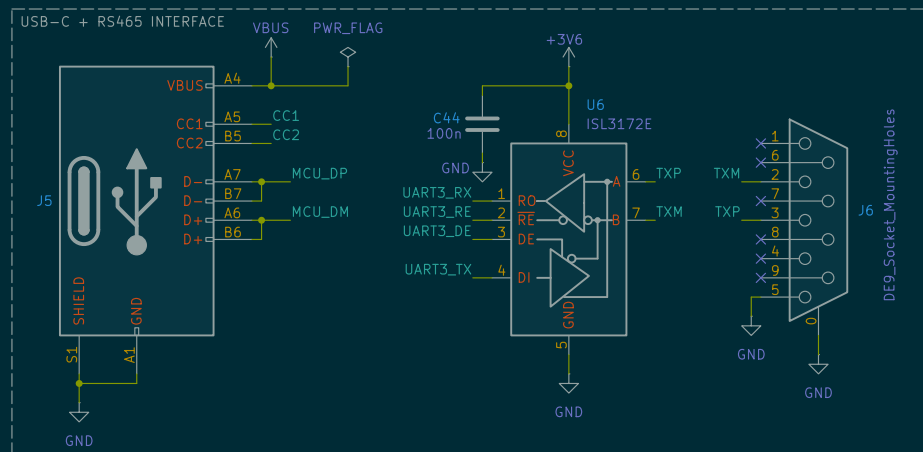 USB-C + RS465 INTERFACE
VBUS
PWR_FLAG
VBUS
A4
CC1
A5
CC1
CC2
B5
CC2
D-
A7
MCU_DP
D-
B7
D+
A6
MCU_DM
D+
B6
J5
SHIELD
GND
S1
A1
GND
+3V6
C44
100n
GND
U6
ISL3172E
8
VCC
UART3_RX
1
RO
UART3_RE
2
RE
UART3_DE
3
DE
UART3_TX
4
DI
A
6
TXP
B
7
TXM
GND
5
GND
1
6
TXM
2
7
TXP
3
8
4
9
5
GND
0
GND
J6
DE9_Socket_MountingHoles